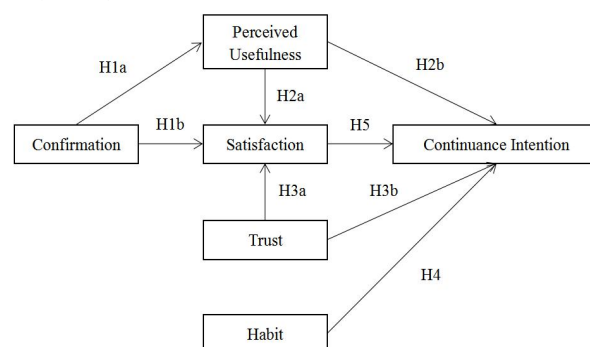 Perceived
Usefulness
H1a
H2b
H2a
Confirmation
H1b
Satisfaction
H5
Continuance Intention
H3a
H3b
Trust
H4
Habit